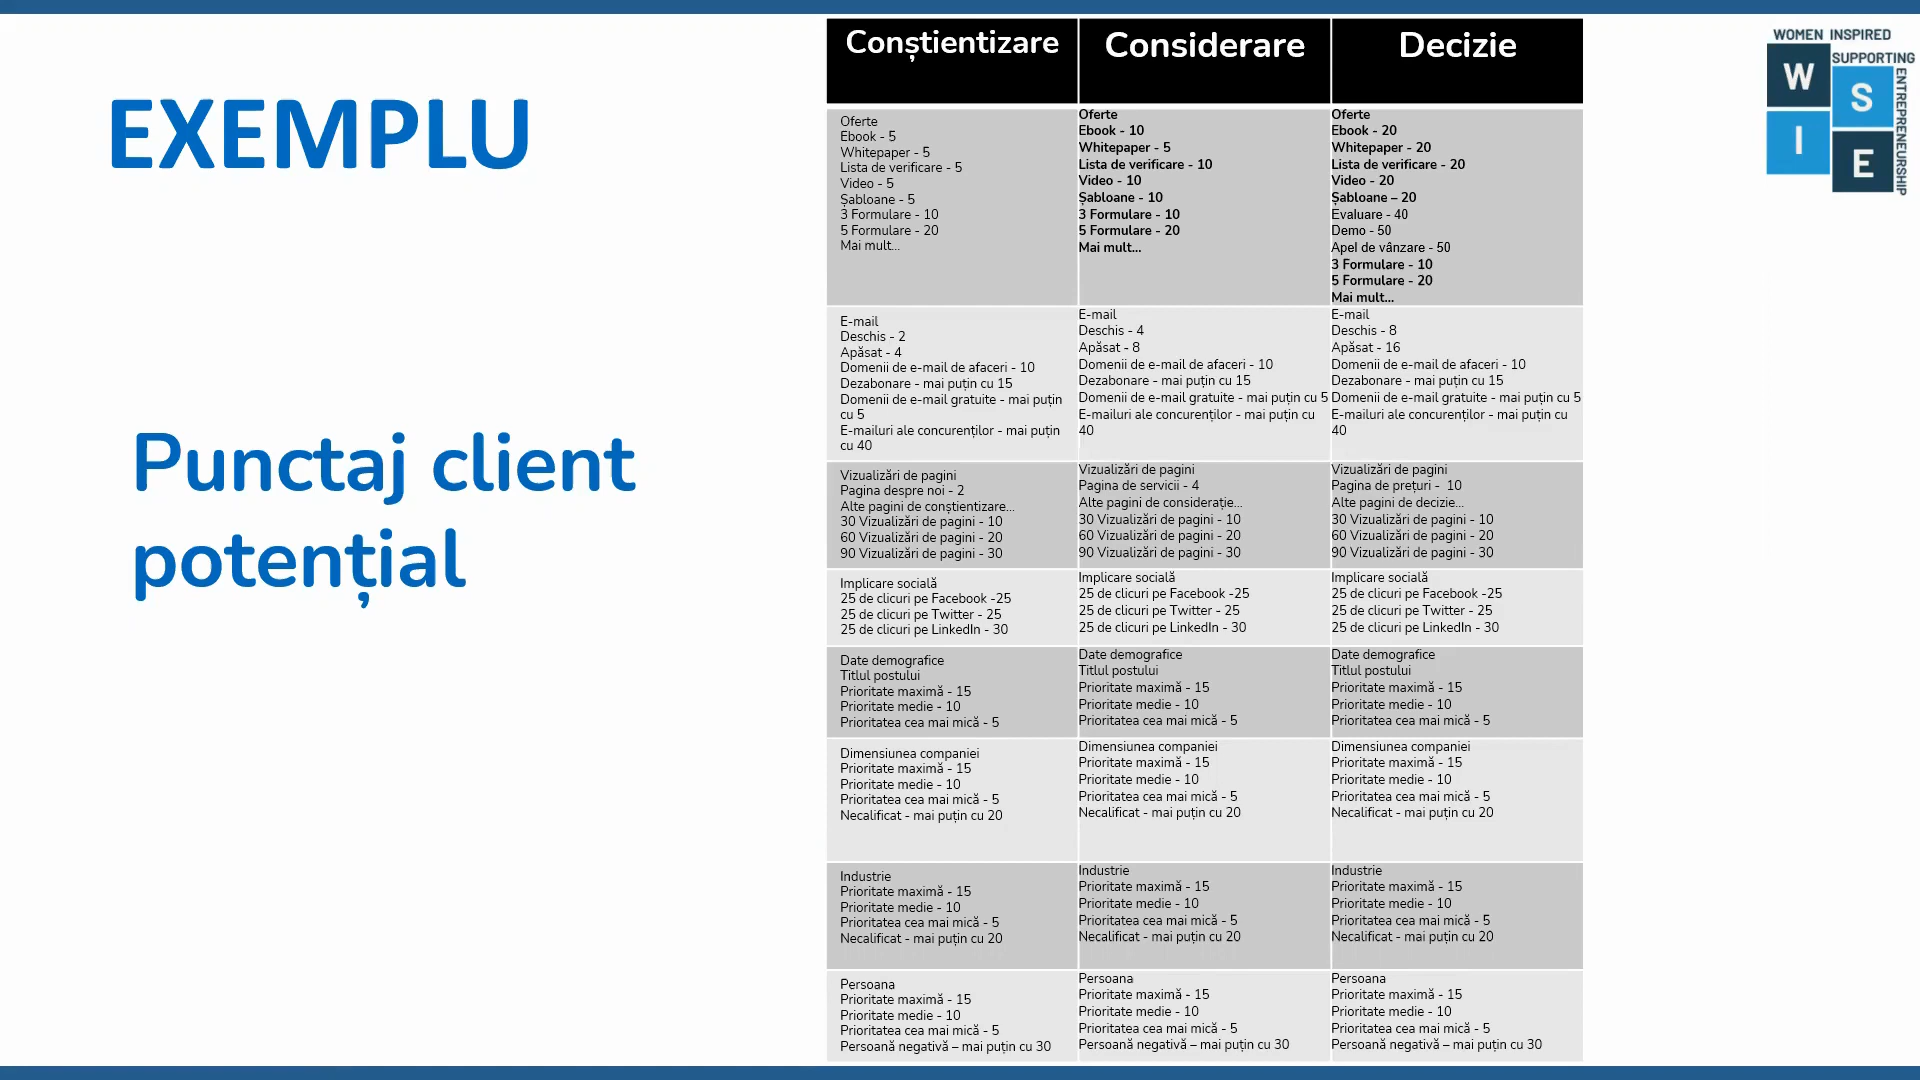 EXEMPLU
Punctaj client
potențial
Conștientizare
Considerare
Decizie
Oferte
Ebook - 5
Whitepaper - 5
Lista de verificare - 5
Video - 5
Șabloane - 5
3 Formulare - 10
5 Formulare - 20
Mai mult...
Oferte
Ebook - 10
Whitepaper - 5
Lista de verificare - 10
Video - 10
Șabloane - 10
3 Formulare - 10
5 Formulare - 20
Mai mult...
Oferte
Ebook - 20
Whitepaper - 20
Lista de verificare - 20
Video - 20
Șabloane – 20
Evaluare - 40
Demo - 50
Apel de vânzare - 50
3 Formulare - 10
5 Formulare - 20
Mai mult...
E-mail
Deschis - 2
Apăsat - 4
Domenii de e-mail de afaceri - 10
Dezabonare - mai puțin cu 15
Domenii de e-mail gratuite - mai puțin
cu 5
E-mailuri ale concurenților - mai puțin
cu 40
E-mail
Deschis - 4
Apăsat - 8
Domenii de e-mail de afaceri - 10
Dezabonare - mai puțin cu 15
Domenii de e-mail gratuite - mai puțin cu 5
E-mailuri ale concurenților - mai puțin cu
40
E-mail
Deschis - 8
Apăsat - 16
Domenii de e-mail de afaceri - 10
Dezabonare - mai puțin cu 15
Domenii de e-mail gratuite - mai puțin cu 5
E-mailuri ale concurenților - mai puțin cu
40
Vizualizări de pagini
Pagina despre noi - 2
Alte pagini de conștientizare...
30 Vizualizări de pagini - 10
60 Vizualizări de pagini - 20
90 Vizualizări de pagini - 30
Vizualizări de pagini
Pagina de servicii - 4
Alte pagini de considerație...
30 Vizualizări de pagini - 10
60 Vizualizări de pagini - 20
90 Vizualizări de pagini - 30
Vizualizări de pagini
Pagina de prețuri - 10
Alte pagini de decizie...
30 Vizualizări de pagini - 10
60 Vizualizări de pagini - 20
90 Vizualizări de pagini - 30
Implicare socială
25 de clicuri pe Facebook -25
25 de clicuri pe Twitter - 25
25 de clicuri pe LinkedIn - 30
Implicare socială
25 de clicuri pe Facebook -25
25 de clicuri pe Twitter - 25
25 de clicuri pe LinkedIn - 30
Implicare socială
25 de clicuri pe Facebook -25
25 de clicuri pe Twitter - 25
25 de clicuri pe LinkedIn - 30
Date demografice
Titlul postului
Prioritate maximă - 15
Prioritate medie - 10
Prioritatea cea mai mică - 5
Date demografice
Titlul postului
Prioritate maximă - 15
Prioritate medie - 10
Prioritatea cea mai mică - 5
Date demografice
Titlul postului
Prioritate maximă - 15
Prioritate medie - 10
Prioritatea cea mai mică - 5
Dimensiunea companiei
Prioritate maximă - 15
Prioritate medie - 10
Prioritatea cea mai mică - 5
Necalificat - mai puțin cu 20
Dimensiunea companiei
Prioritate maximă - 15
Prioritate medie - 10
Prioritatea cea mai mică - 5
Necalificat - mai puțin cu 20
Dimensiunea companiei
Prioritate maximă - 15
Prioritate medie - 10
Prioritatea cea mai mică - 5
Necalificat - mai puțin cu 20
Industrie
Prioritate maximă - 15
Prioritate medie - 10
Prioritatea cea mai mică - 5
Necalificat - mai puțin cu 20
Industrie
Prioritate maximă - 15
Prioritate medie - 10
Prioritatea cea mai mică - 5
Necalificat - mai puțin cu 20
Industrie
Prioritate maximă - 15
Prioritate medie - 10
Prioritatea cea mai mică - 5
Necalificat - mai puțin cu 20
Persoana
Prioritate maximă - 15
Prioritate medie - 10
Prioritatea cea mai mică - 5
Persoană negativă – mai puțin cu 30
Persoana
Prioritate maximă - 15
Prioritate medie - 10
Prioritatea cea mai mică - 5
Persoană negativă – mai puțin cu 30
Persoana
Prioritate maximă - 15
Prioritate medie - 10
Prioritatea cea mai mică - 5
Persoană negativă – mai puțin cu 30
WOMEN INSPIRED
SUPPORTING
ENTREPRENEURSHIP
W
S
I
E